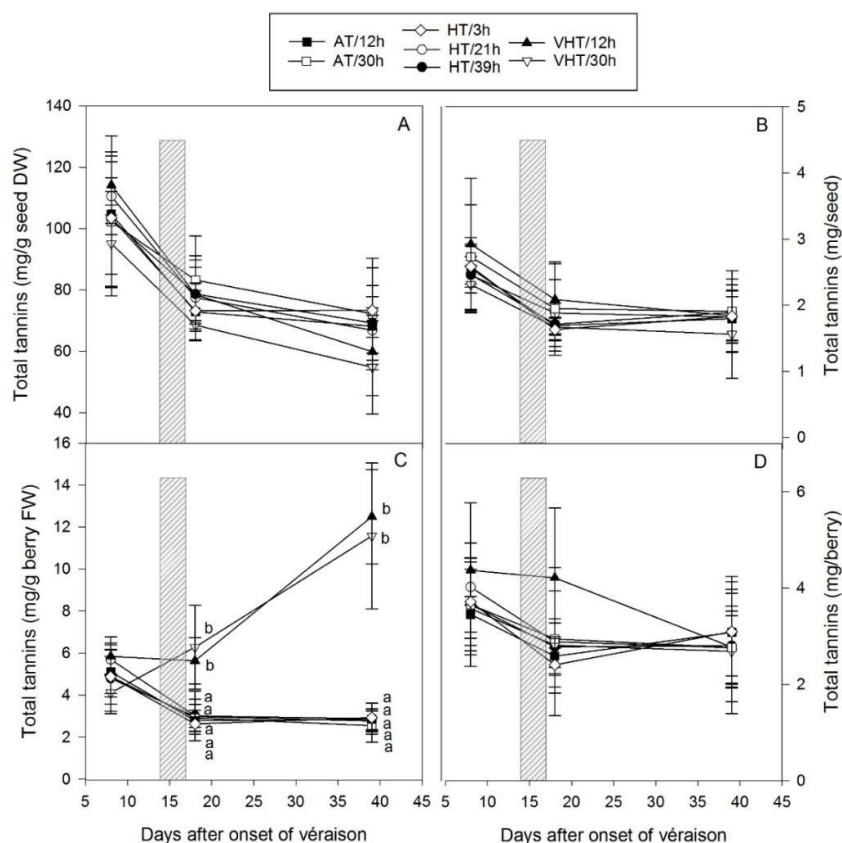 AT/12h HT/3h VHT/12h
AT/30h HT/21h VHT/30h
HT/39h
A
140
120
100
80
60
40
Total tannins (mg/g seed DW)
B
5
4
3
2
1
0
Total tannins (mg/seed)
C
16
14
12
10
8
6
4
2
0
Total tannins (mg/g berry FW)
b
b
a
a
a
a
a
b
b
a
a
a
a
a
5 10 15 20 25 30 35 40 45
Days after onset of véraison
D
6
4
2
0
Total tannins (mg/berry)
5 10 15 20 25 30 35 40 45
Days after onset of véraison